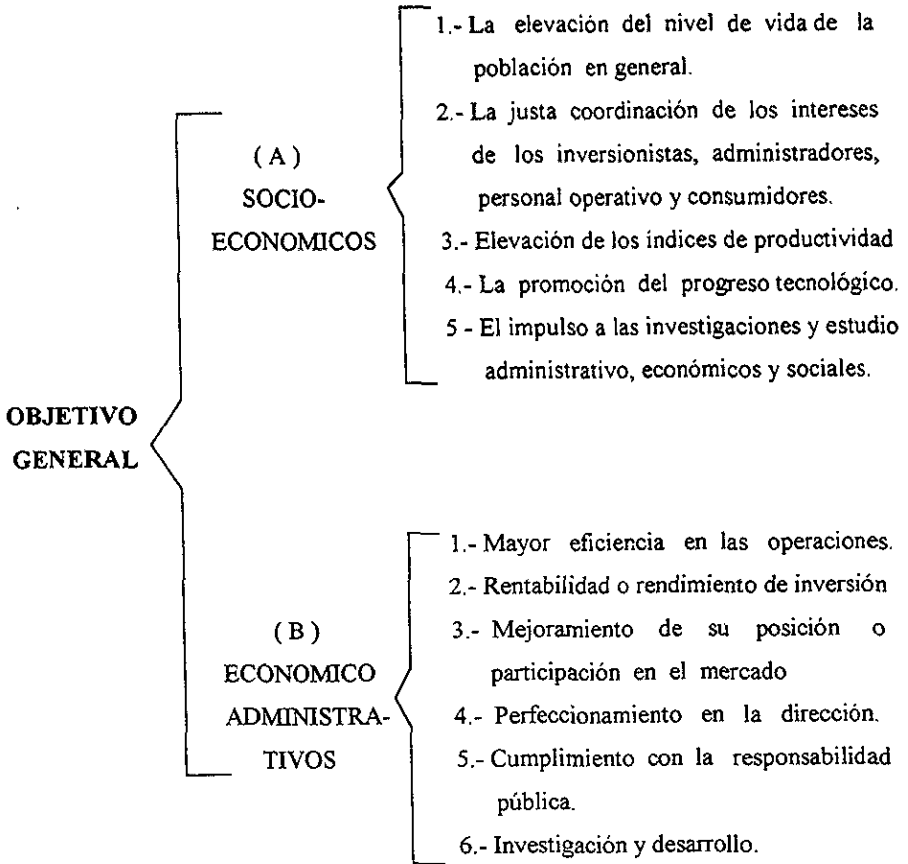 OBJETIVO
GENERAL
( A )
SOCIO-
ECONOMICOS
1.- La elevación del nivel de vida de la
población en general.
2.- La justa coordinación de los intereses
de los inversionistas, administradores,
personal operativo y consumidores.
3.- Elevación de los índices de productividad
4.- La promoción del progreso tecnológico.
5 - El impulso a las investigaciones y estudio
administrativo, económicos y sociales.
( B )
ECONOMICO
ADMINISTRA-
TIVOS
1.- Mayor eficiencia en las operaciones.
2.- Rentabilidad o rendimiento de inversión
3.- Mejoramiento de su posición o
participación en el mercado
4.- Perfeccionamiento en la dirección.
5.- Cumplimiento con la responsabilidad
pública.
6.- Investigación y desarrollo.